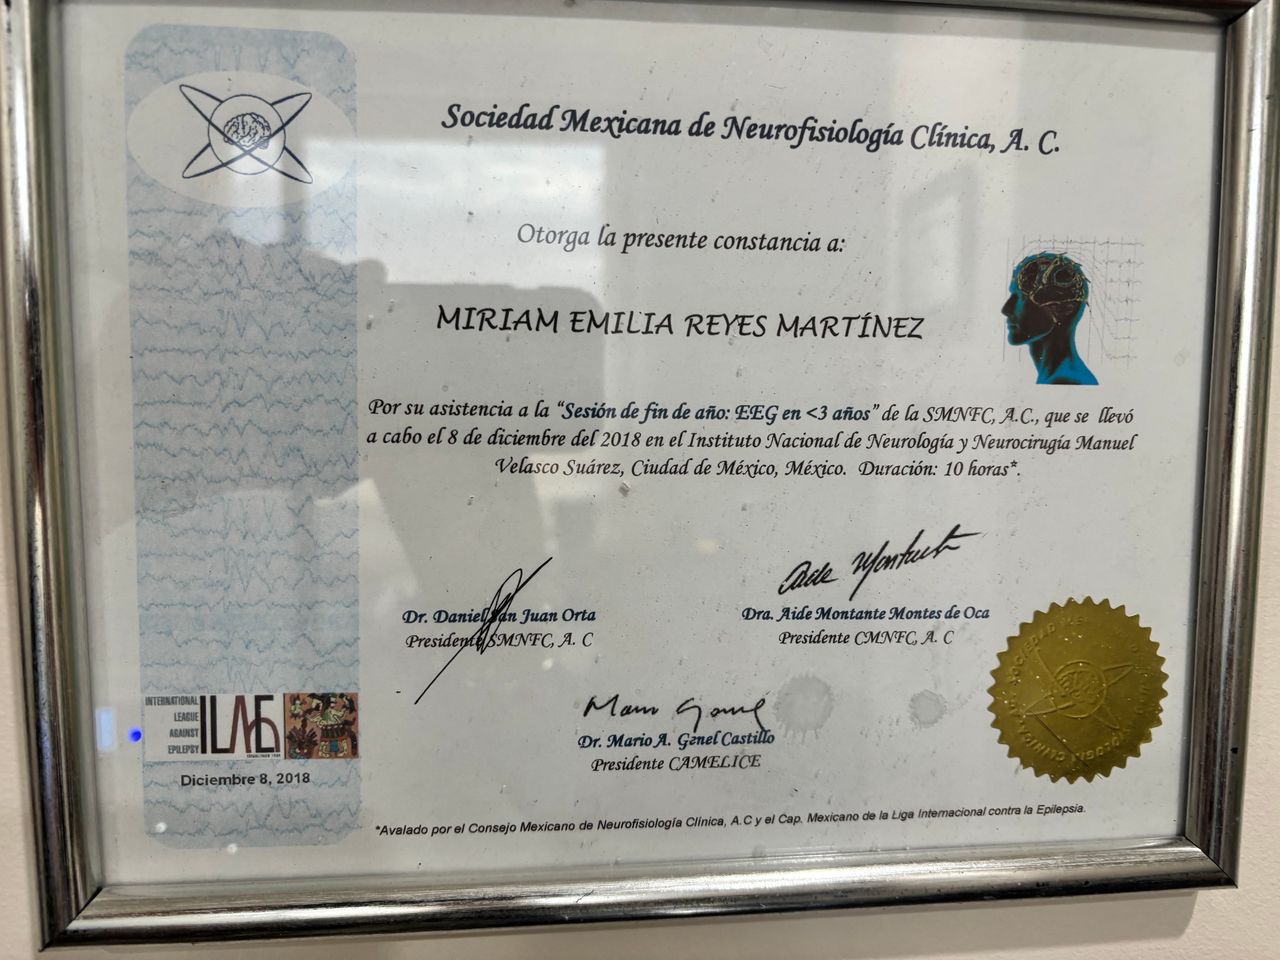 Sociedad Mexicana de Neurofisiología Clínica, A. C.
Otorga la presente constancia a:
MIRIAM EMILIA REYES MARTÍNEZ
Por su asistencia a la "Sesión de fin de año: EEG en <3 años" de la SMNFC, A.C., que se llevó
a cabo el 8 de diciembre del 2018 en el Instituto Nacional de Neurología y Neurocirugía Manuel
Velasco Suárez, Ciudad de México, México. Duración: 10 horas*.
Aide Montante
Dr. Daniel San Juan Orta
Presidente SMNFC, A. C
Dra. Aide Montante Montes de Oca
Presidente CMNFC, A. C
Dr. Mario A. Genel Castillo
Presidente CAMELICE
INTERNATIONAL
LEAGUE
AGAINST
EPILEPSY
ILAE
Diciembre 8, 2018
*Avalado por el Consejo Mexicano de Neurofisiología Clínica, A.C y el Cap. Mexicano de la Liga Internacional contra la Epilepsia.